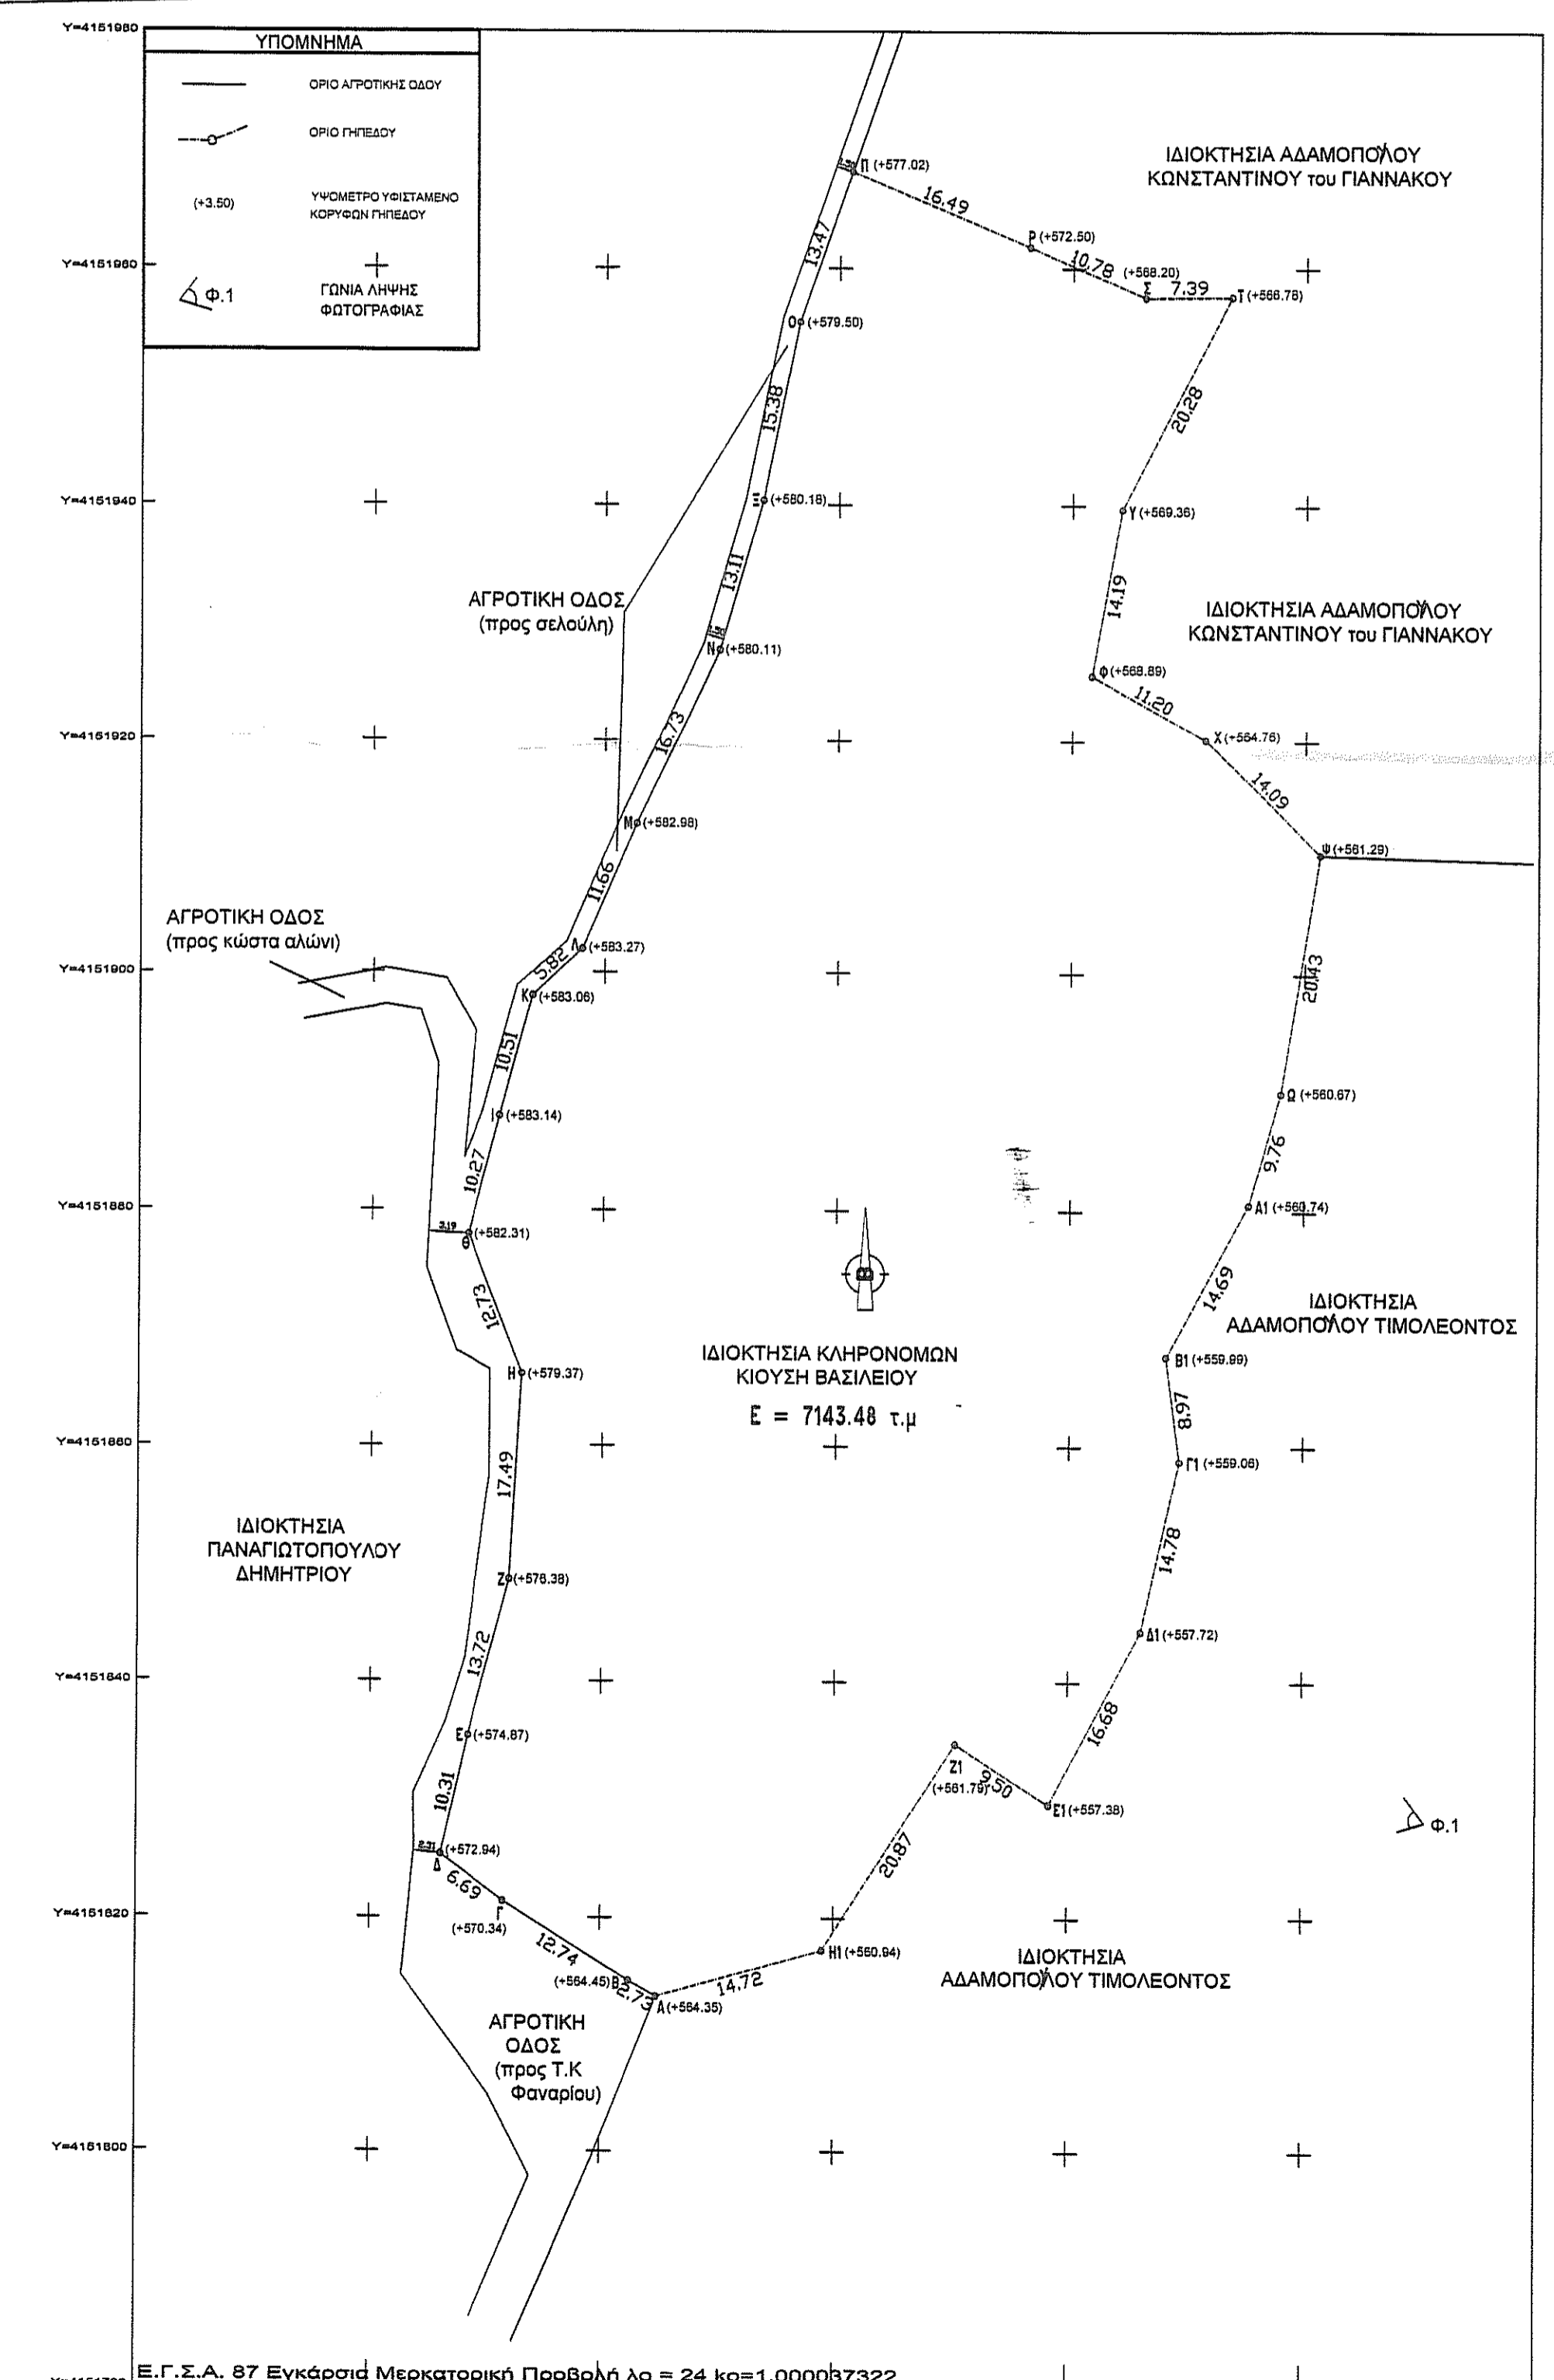 Y=4151980
ΥΠΟΜΝΗΜΑ
ΟΡΙΟ ΑΓΡΟΤΙΚΗΣ ΟΔΟΥ
ΟΡΙΟ ΓΗΠΕΔΟΥ
(+3.50)
ΥΨΟΜΕΤΡΟ ΥΦΙΣΤΑΜΕΝΟ
ΚΟΡΥΦΩΝ ΓΗΠΕΔΟΥ
Φ.1
ΓΩΝΙΑ ΛΗΨΗΣ
ΦΩΤΟΓΡΑΦΙΑΣ
ΙΔΙΟΚΤΗΣΙΑ ΑΔΑΜΟΠΟΥΛΟΥ
ΚΩΝΣΤΑΝΤΙΝΟΥ του ΓΙΑΝΝΑΚΟΥ
Π (+577.02)
16.49
Ρ (+572.50)
13.47
10.78
(+568.20)
Y=4151960
Σ
7.39
Τ (+566.78)
Ο (+579.50)
15.38
20.28
Y=4151940
Ξ (+580.18)
Υ (+569.36)
13.11
14.19
ΑΓΡΟΤΙΚΗ ΟΔΟΣ
(προς σελούλη)
ΙΔΙΟΚΤΗΣΙΑ ΑΔΑΜΟΠΟΥΛΟΥ
ΚΩΝΣΤΑΝΤΙΝΟΥ του ΓΙΑΝΝΑΚΟΥ
Ν (+580.11)
Φ (+568.89)
11.20
16.73
Y=4151920
Χ (+564.76)
14.09
Μ (+582.98)
Ψ (+561.29)
11.66
ΑΓΡΟΤΙΚΗ ΟΔΟΣ
(προς κώστα αλώνι)
Λ (+583.27)
5.82
Y=4151900
20.43
Κ (+583.06)
10.51
Ω (+560.67)
Ι (+583.14)
9.76
10.27
Y=4151880
Α1 (+560.74)
3.19
Θ
(+582.31)
12.73
14.69
ΙΔΙΟΚΤΗΣΙΑ
ΑΔΑΜΟΠΟΥΛΟΥ ΤΙΜΟΛΕΟΝΤΟΣ
ΙΔΙΟΚΤΗΣΙΑ ΚΛΗΡΟΝΟΜΩΝ
ΚΙΟΥΣΗ ΒΑΣΙΛΕΙΟΥ
Ε = 7143.48 τ.μ
Η (+579.37)
Β1 (+559.99)
8.97
Y=4151860
Γ1 (+559.06)
17.49
ΙΔΙΟΚΤΗΣΙΑ
ΠΑΝΑΓΙΩΤΟΠΟΥΛΟΥ
ΔΗΜΗΤΡΙΟΥ
14.78
Ζ (+578.38)
Δ1 (+557.72)
13.72
Y=4151840
16.68
Ε (+574.87)
Ζ1
(+561.79)
9.50
Ε1 (+557.38)
10.31
Φ.1
2.31
Δ
(+572.94)
6.69
20.87
Y=4151820
Γ
(+570.34)
12.74
Η1 (+560.94)
(+564.45) Β
2.73
Α (+564.35)
14.72
ΙΔΙΟΚΤΗΣΙΑ
ΑΔΑΜΟΠΟΥΛΟΥ ΤΙΜΟΛΕΟΝΤΟΣ
ΑΓΡΟΤΙΚΗ
ΟΔΟΣ
(προς Τ.Κ
Φαναρίου)
Y=4151800
Ε.Γ.Σ.Α. 87 Εγκάρσια Μερκατορική Προβολή λο = 24 κο=1.000037322